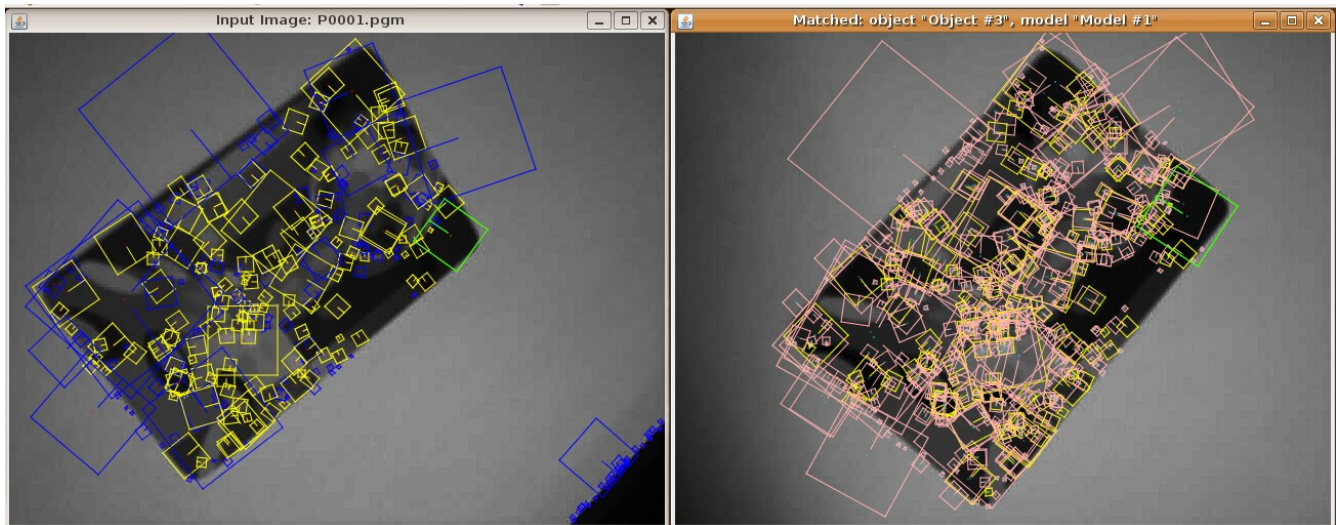 Input Image: P0001.pgm
Matched: object "Object #3", model "Model #1"